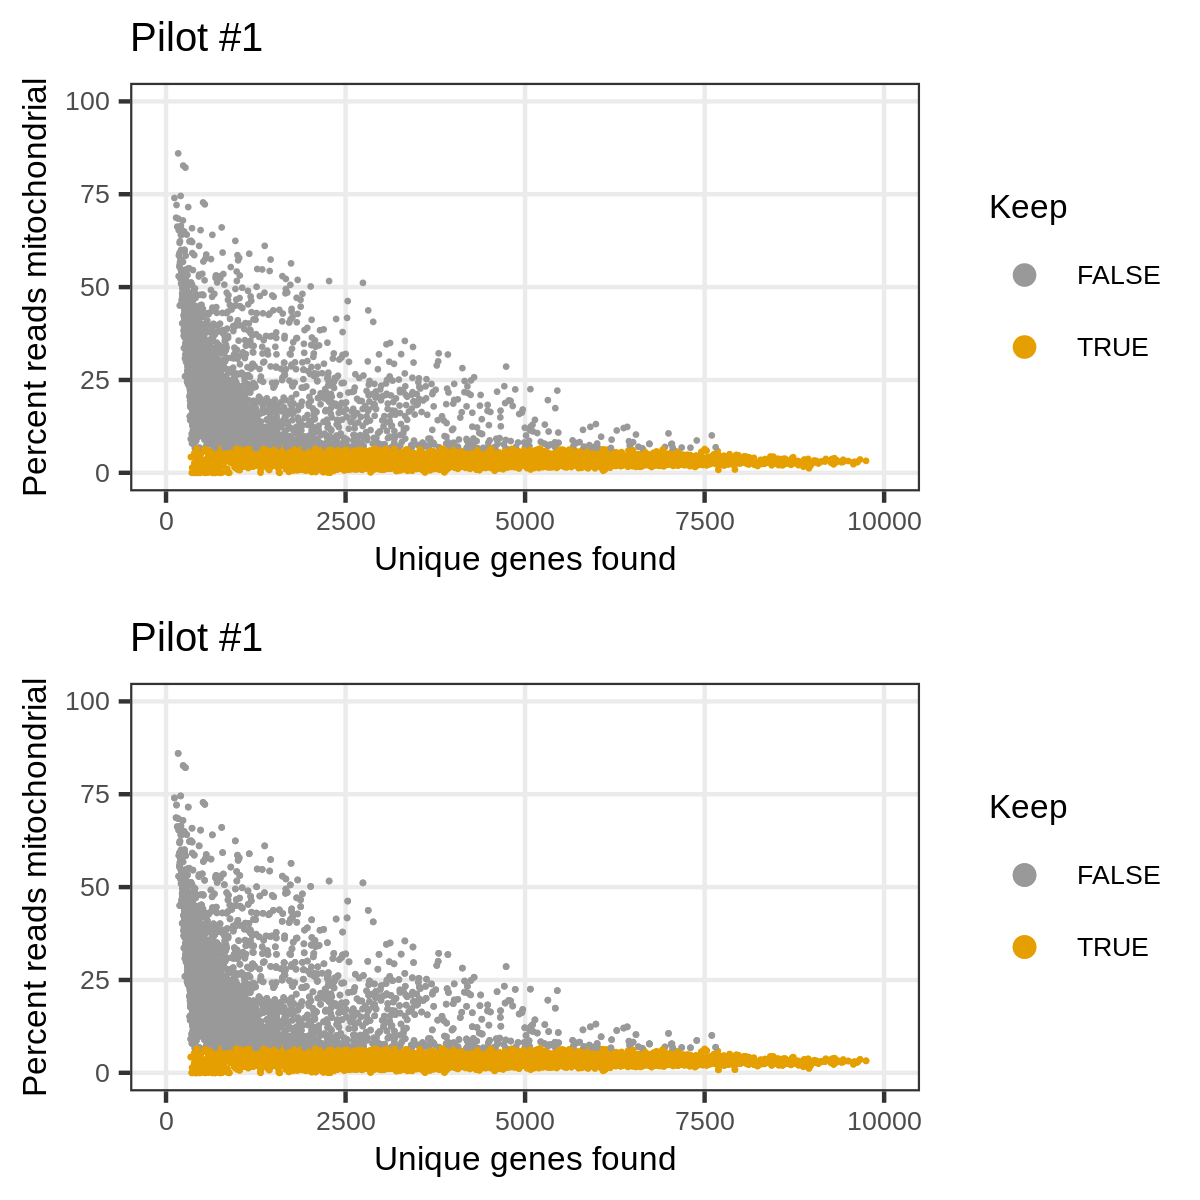 Pilot #1
Percent reads mitochondrial
100
75
50
25
0
0 2500 5000 7500 10000
Unique genes found
Keep
FALSE
TRUE
Pilot #1
Percent reads mitochondrial
100
75
50
25
0
0 2500 5000 7500 10000
Unique genes found
Keep
FALSE
TRUE